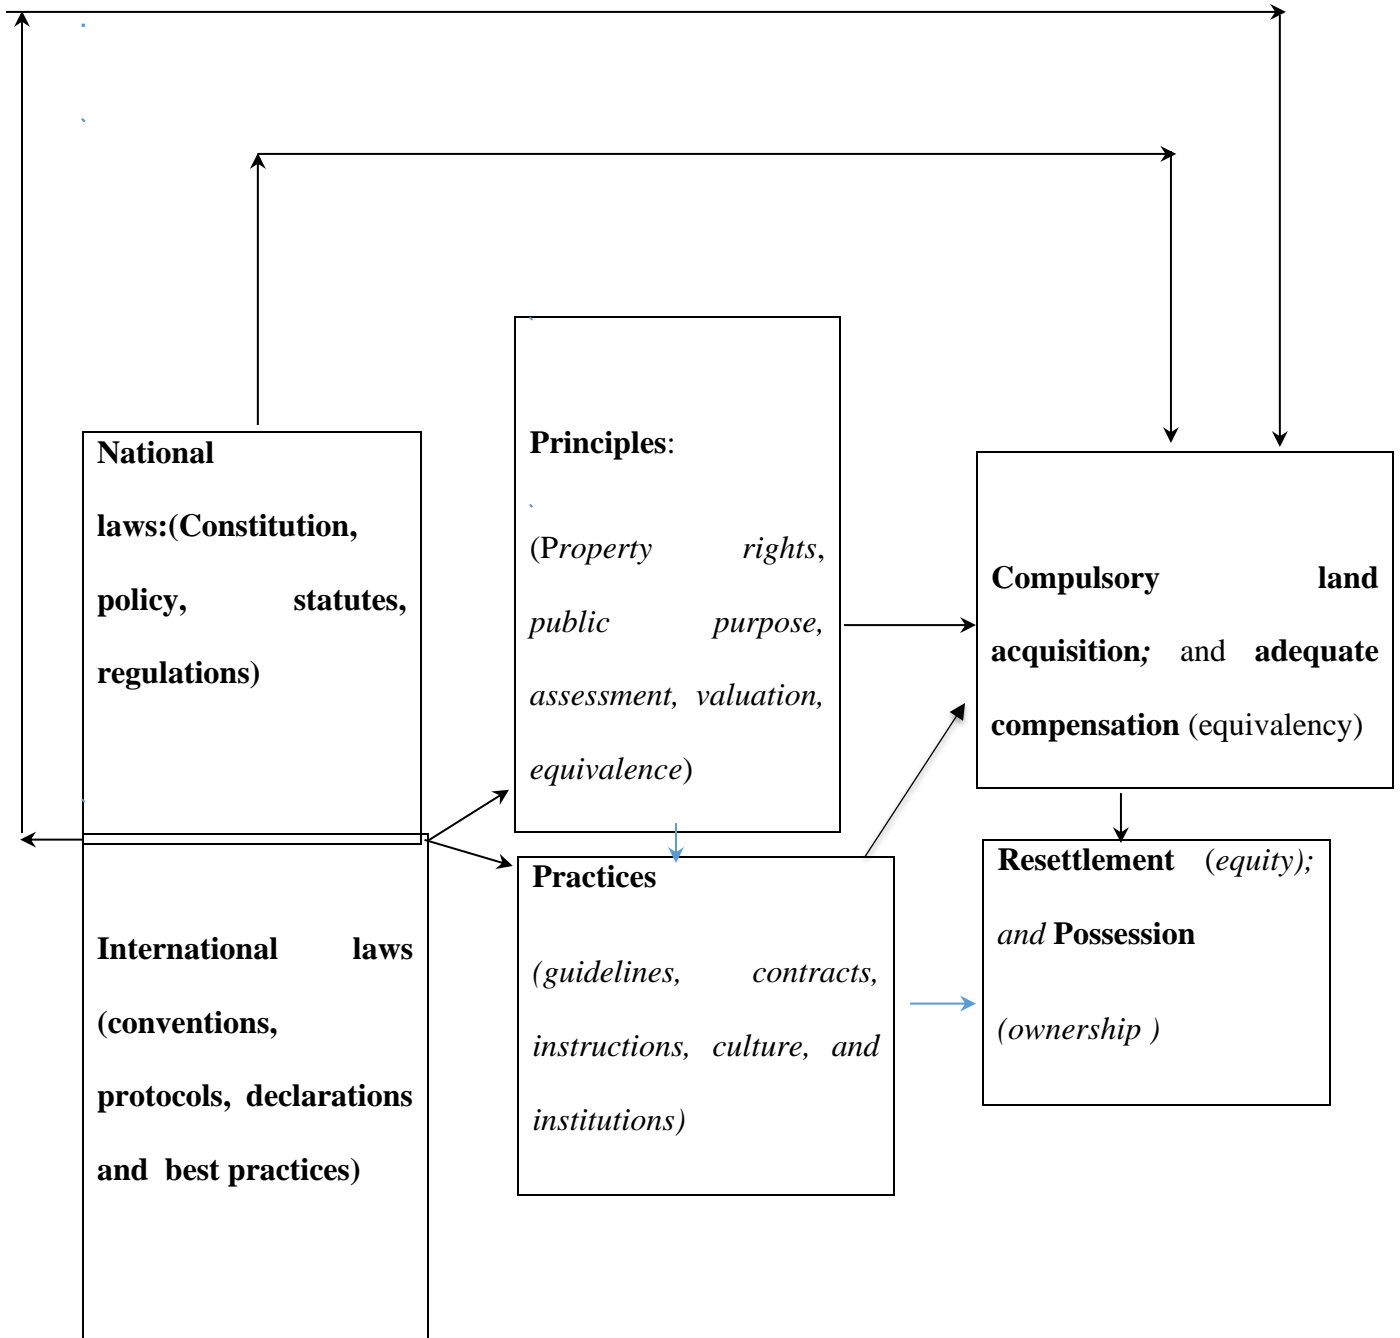 National
laws:(Constitution,
policy, statutes,
regulations)
International laws
(conventions,
protocols, declarations
and best practices)
Principles:
(Property rights,
public purpose,
assessment, valuation,
equivalence)
Practices
(guidelines, contracts,
instructions, culture, and
institutions)
Compulsory land
acquisition; and adequate
compensation (equivalency)
Resettlement (equity);
and Possession
(ownership )